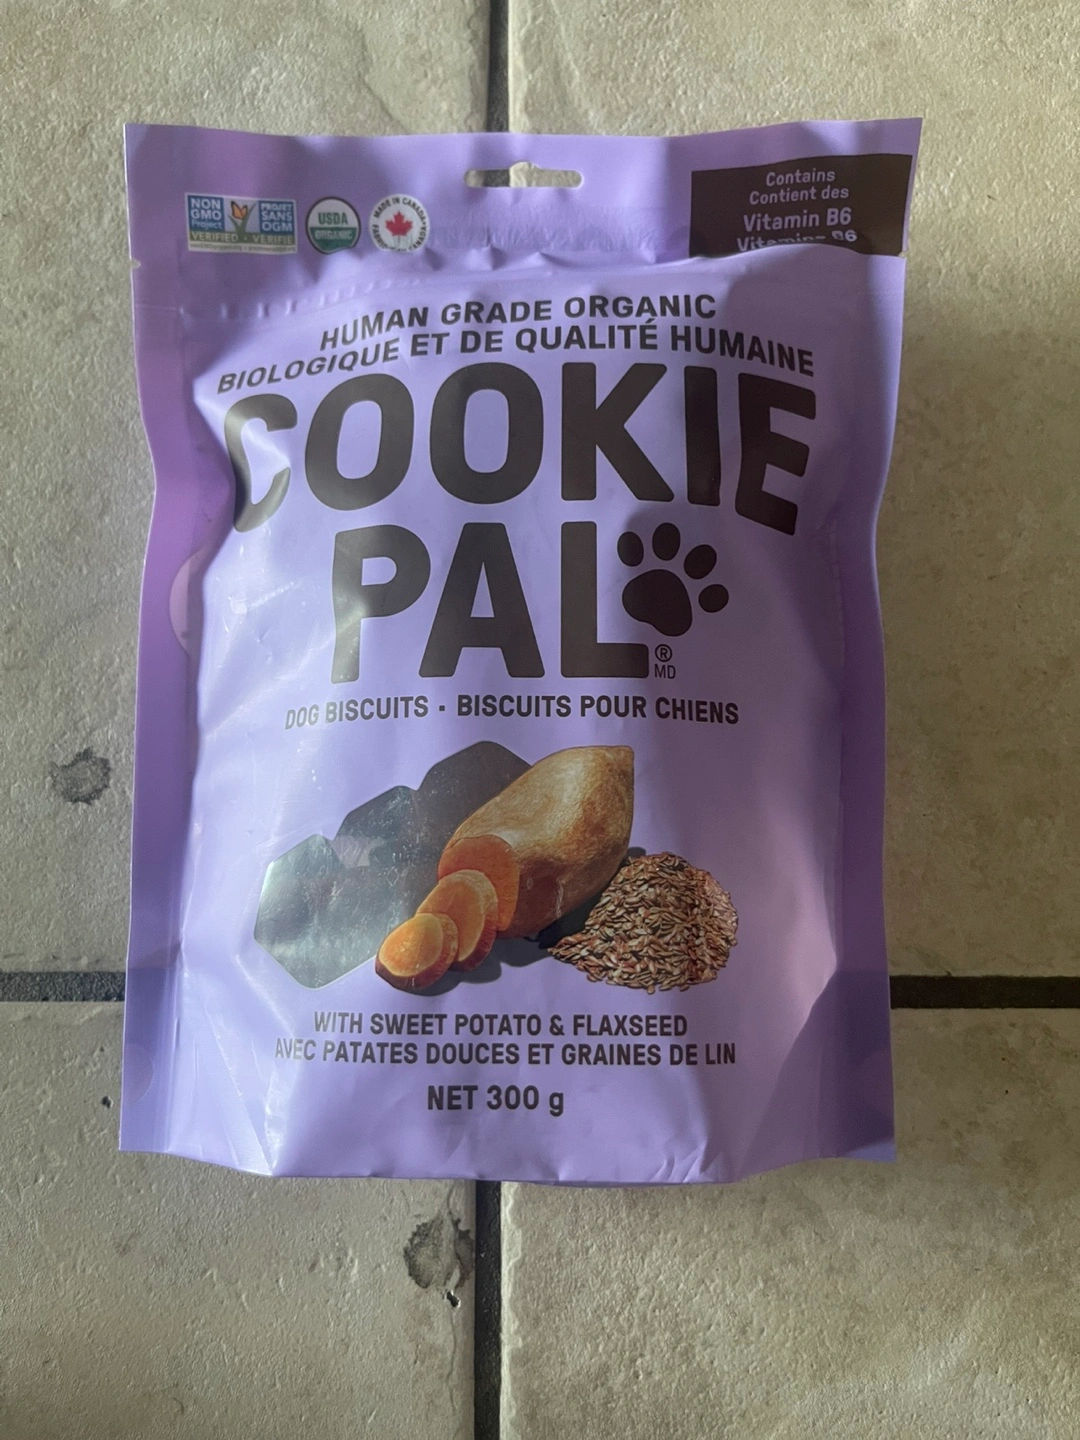 NON
GMO
Project
VERIFIED
PROJET
SANS
OGM
VÉRIFIÉ
USDA
ORGANIC
MADE IN CANADA
Contains
Contient des
Vitamin B6
Vitamine B6
HUMAN GRADE ORGANIC
BIOLOGIQUE ET DE QUALITÉ HUMAINE
COOKIE
PAL
®
MD
DOG BISCUITS • BISCUITS POUR CHIENS
WITH SWEET POTATO & FLAXSEED
AVEC PATATES DOUCES ET GRAINES DE LIN
NET 300 g